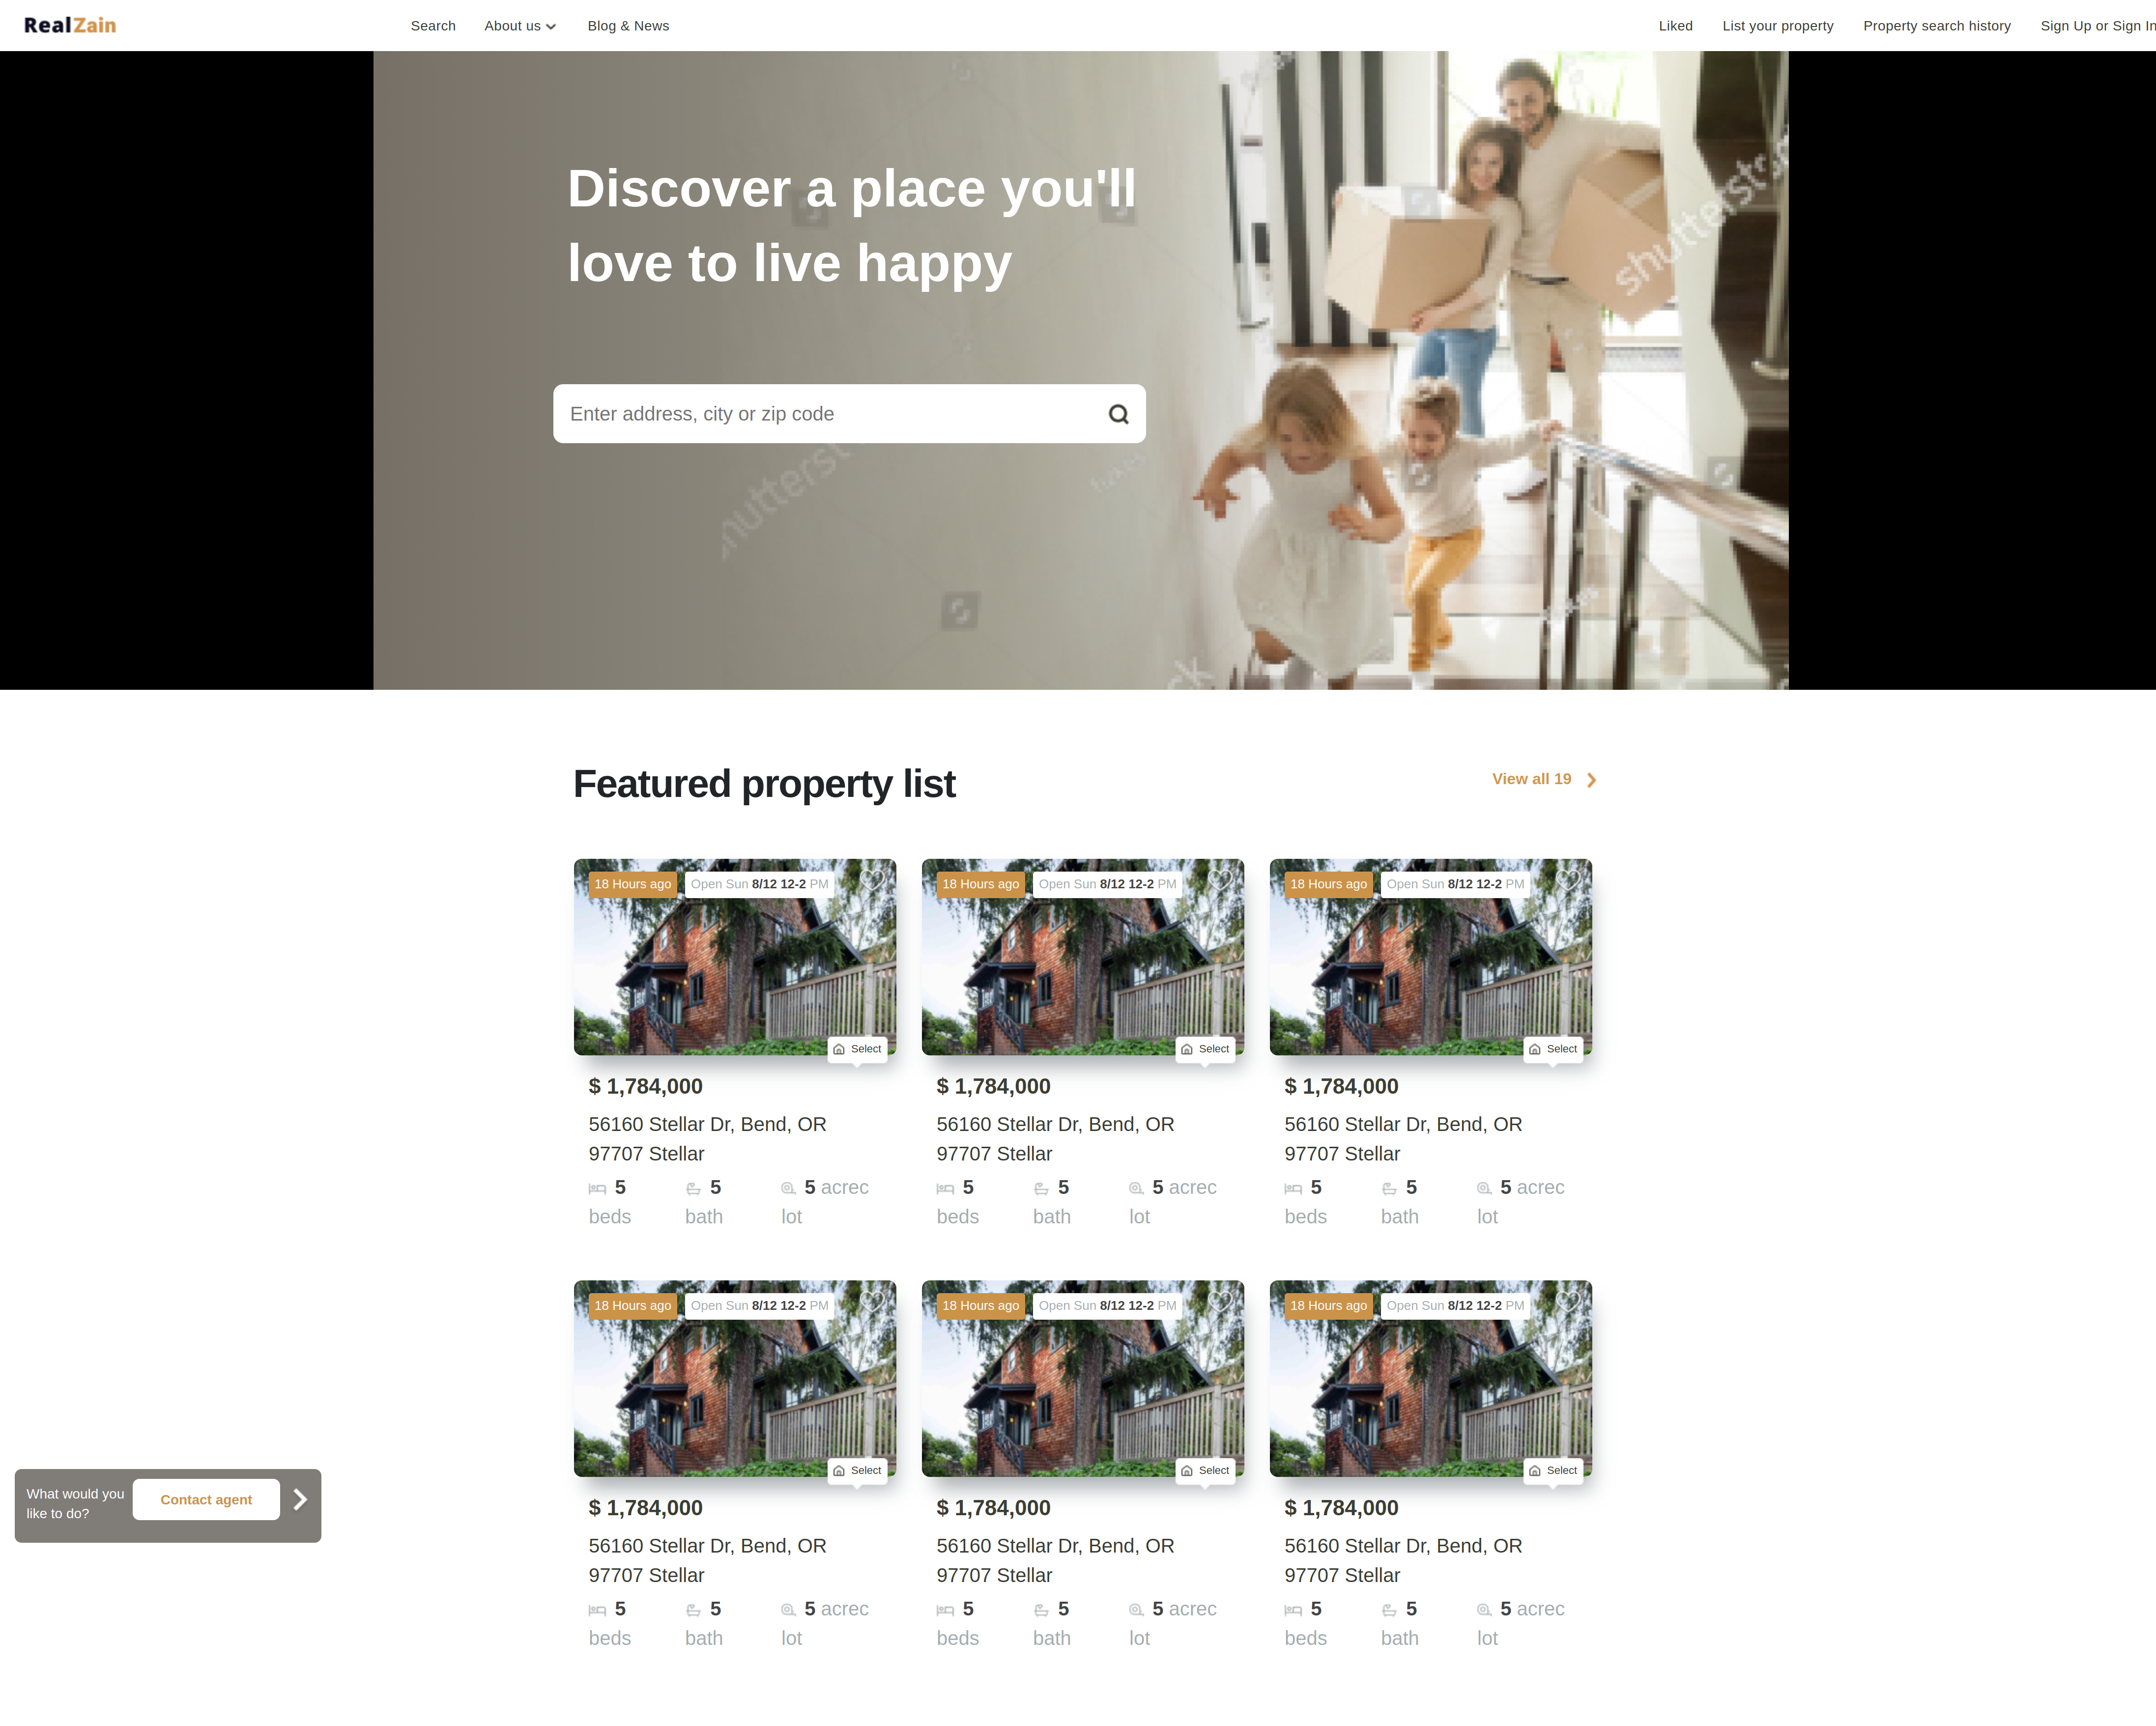 RealZain
Search
About us
Blog & News
Liked
List your property
Property search history
Sign Up or Sign In
Discover a place you'll
love to live happy
Enter address, city or zip code
shutterst
shutterst
Featured property list
View all 19
18 Hours ago
Open Sun 8/12 12-2 PM
Select
$ 1,784,000
56160 Stellar Dr, Bend, OR
97707 Stellar
5
beds
5
bath
5 acrec
lot
18 Hours ago
Open Sun 8/12 12-2 PM
Select
$ 1,784,000
56160 Stellar Dr, Bend, OR
97707 Stellar
5
beds
5
bath
5 acrec
lot
18 Hours ago
Open Sun 8/12 12-2 PM
Select
$ 1,784,000
56160 Stellar Dr, Bend, OR
97707 Stellar
5
beds
5
bath
5 acrec
lot
18 Hours ago
Open Sun 8/12 12-2 PM
Select
$ 1,784,000
56160 Stellar Dr, Bend, OR
97707 Stellar
5
beds
5
bath
5 acrec
lot
18 Hours ago
Open Sun 8/12 12-2 PM
Select
$ 1,784,000
56160 Stellar Dr, Bend, OR
97707 Stellar
5
beds
5
bath
5 acrec
lot
18 Hours ago
Open Sun 8/12 12-2 PM
Select
$ 1,784,000
56160 Stellar Dr, Bend, OR
97707 Stellar
5
beds
5
bath
5 acrec
lot
What would you
like to do?
Contact agent